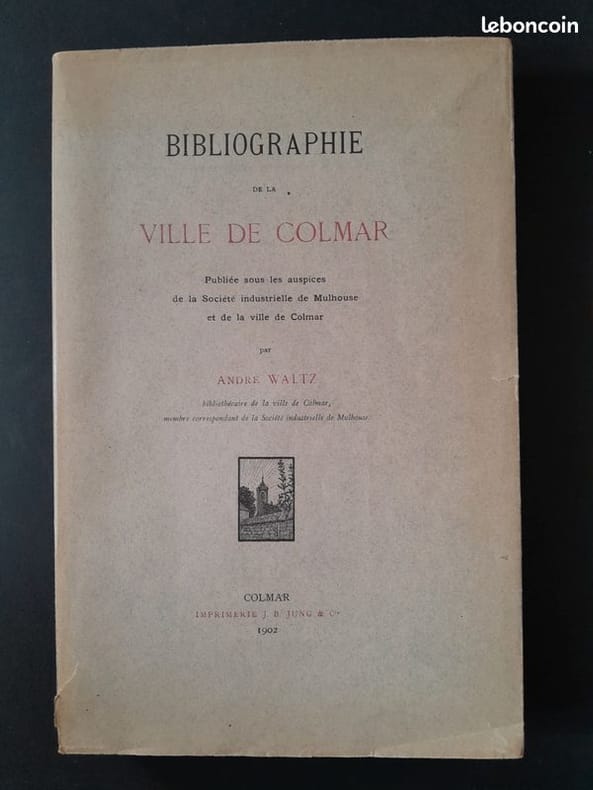 leboncoin
BIBLIOGRAPHIE
DE LA
VILLE DE COLMAR
Publiée sous les auspices
de la Société industrielle de Mulhouse
et de la ville de Colmar
par
ANDRÉ WALTZ
bibliothécaire de la ville de Colmar,
membre correspondant de la Société industrielle de Mulhouse.
COLMAR
IMPRIMERIE J. B. JUNG & Cie
1902